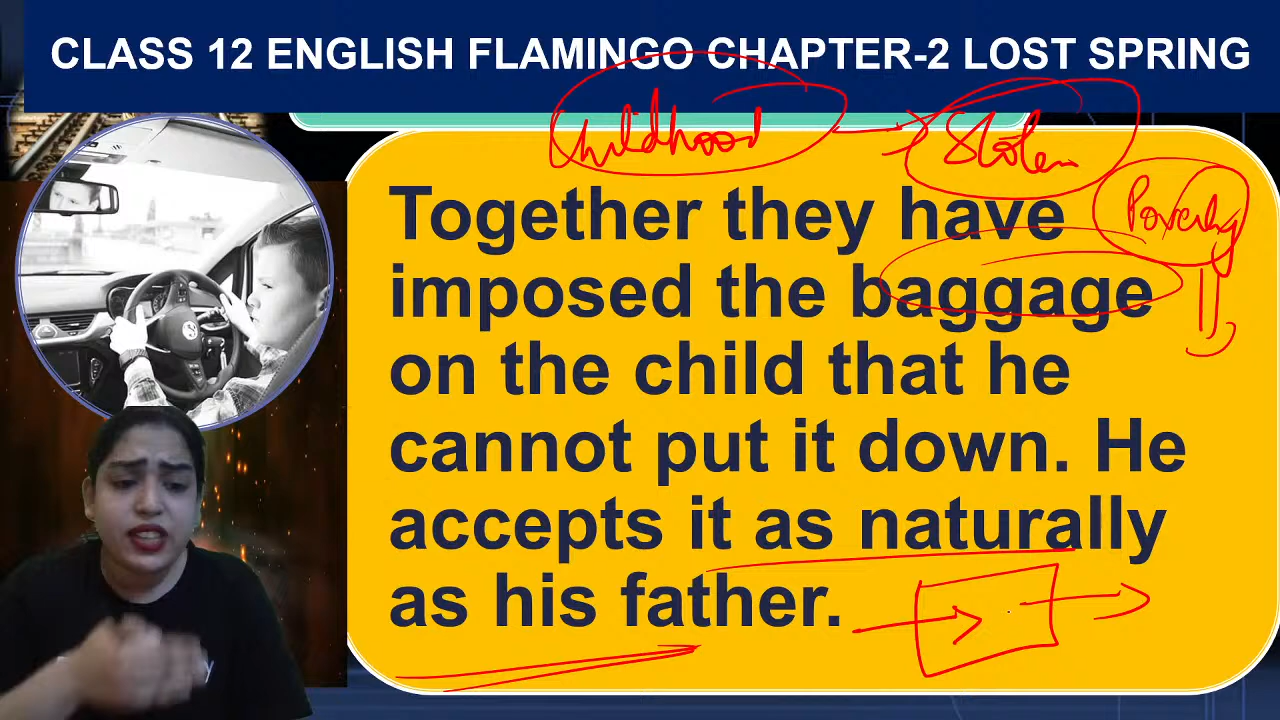 CLASS 12 ENGLISH FLAMINGO CHAPTER-2 LOST SPRING
Childhood → Stolen
Poverty
Together they have
imposed the baggage
on the child that he
cannot put it down. He
accepts it as naturally
as his father.